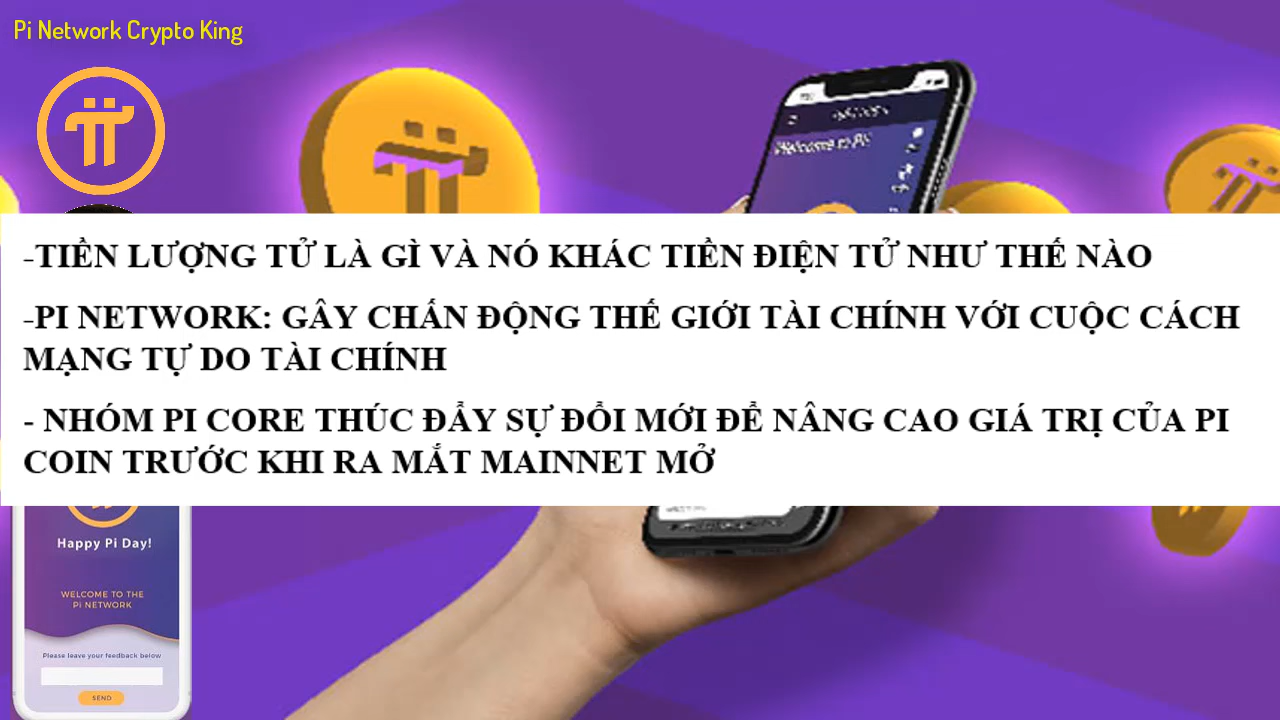 Pi Network Crypto King
Welcome to Pi
-TIỀN LƯỢNG TỬ LÀ GÌ VÀ NÓ KHÁC TIỀN ĐIỆN TỬ NHƯ THẾ NÀO
-PI NETWORK: GÂY CHẤN ĐỘNG THẾ GIỚI TÀI CHÍNH VỚI CUỘC CÁCH
MẠNG TỰ DO TÀI CHÍNH
- NHÓM PI CORE THÚC ĐẨY SỰ ĐỔI MỚI ĐỂ NÂNG CAO GIÁ TRỊ CỦA PI
COIN TRƯỚC KHI RA MẮT MAINNET MỞ
Happy Pi Day!
WELCOME TO THE
Pi NETWORK
Please leave your feedback below
SEND